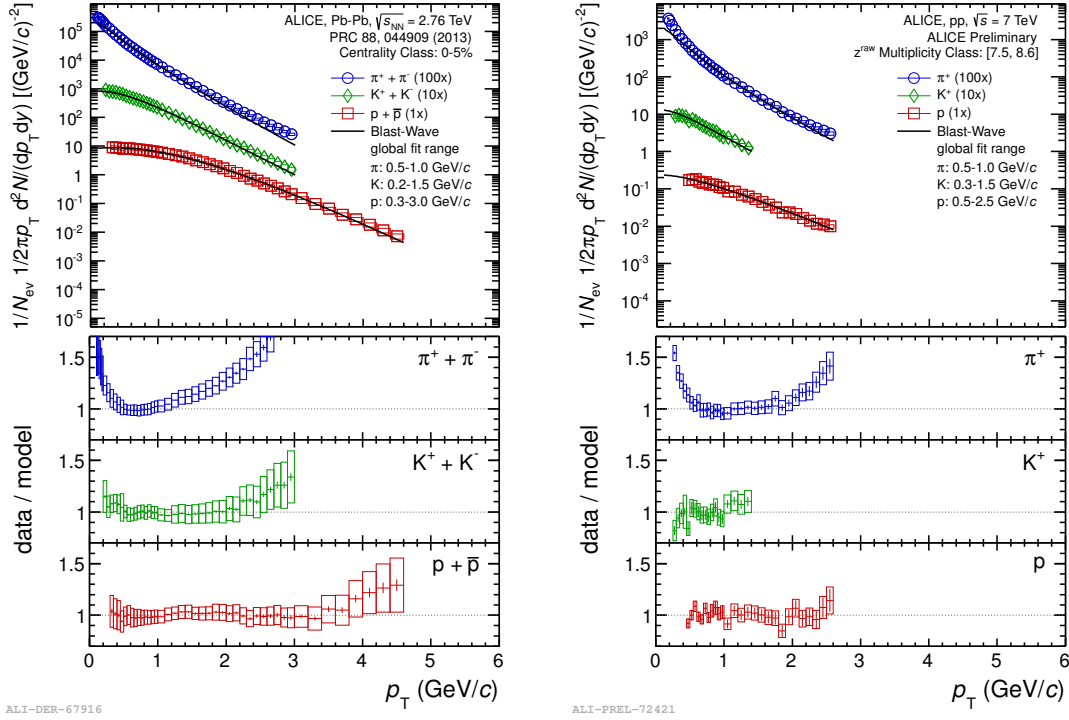 ALICE, Pb-Pb, √s_NN = 2.76 TeV
PRC 88, 044909 (2013)
Centrality Class: 0-5%
π⁺ + π⁻ (100x)
K⁺ + K⁻ (10x)
p + p̅ (1x)
Blast-Wave
global fit range
π: 0.5-1.0 GeV/c
K: 0.2-1.5 GeV/c
p: 0.3-3.0 GeV/c
1/N_ev 1/2πp_T d²N/(dp_T dy) [(GeV/c)⁻²]
10⁵
10⁴
10³
10²
10
1
10⁻¹
10⁻²
10⁻³
10⁻⁴
10⁻⁵
π⁺ + π⁻
1.5
1
K⁺ + K⁻
1.5
1
p + p̅
1.5
1
data / model
0 1 2 3 4 5 6
p_T (GeV/c)
ALI-DER-67916
ALICE, pp, √s = 7 TeV
ALICE Preliminary
z^raw Multiplicity Class: [7.5, 8.6]
π⁺ (100x)
K⁺ (10x)
p (1x)
Blast-Wave
global fit range
π: 0.5-1.0 GeV/c
K: 0.3-1.5 GeV/c
p: 0.5-2.5 GeV/c
1/N_ev 1/2πp_T d²N/(dp_T dy) [(GeV/c)⁻²]
10³
10²
10
1
10⁻¹
10⁻²
10⁻³
10⁻⁴
π⁺
1.5
1
K⁺
1.5
1
p
1.5
1
data / model
0 1 2 3 4 5 6
p_T (GeV/c)
ALI-PREL-72421